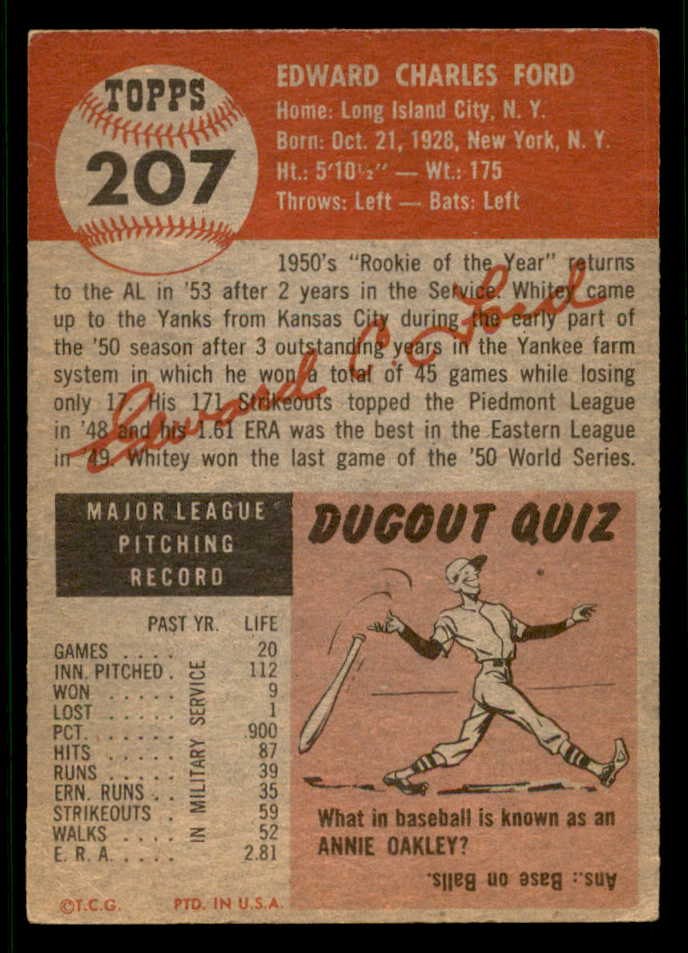 TOPPS
207
EDWARD CHARLES FORD
Home: Long Island City, N. Y.
Born: Oct. 21, 1928, New York, N. Y.
Ht.: 5'10½" — Wt.: 175
Throws: Left — Bats: Left
1950's "Rookie of the Year" returns
to the AL in '53 after 2 years in the Service. Whitey came
up to the Yanks from Kansas City during the early part of
the '50 season after 3 outstanding years in the Yankee farm
system in which he won a total of 45 games while losing
only 17. His 171 Strikeouts topped the Piedmont League
in '48 and his 1.61 ERA was the best in the Eastern League
in '49. Whitey won the last game of the '50 World Series.
Edward C. Ford
MAJOR LEAGUE
PITCHING
RECORD
PAST YR. LIFE
GAMES . . . . 20
INN. PITCHED . 112
WON . . . . . 9
LOST . . . . . 1
PCT. . . . . . .900
HITS . . . . . 87
RUNS . . . . . 39
ERN. RUNS . . 35
STRIKEOUTS . . 59
WALKS . . . . 52
E. R. A. . . . . 2.81
IN MILITARY SERVICE
DUGOUT QUIZ
What in baseball is known as an
ANNIE OAKLEY?
Ans.: Base on Balls.
©T.C.G. PTD. IN U.S.A.